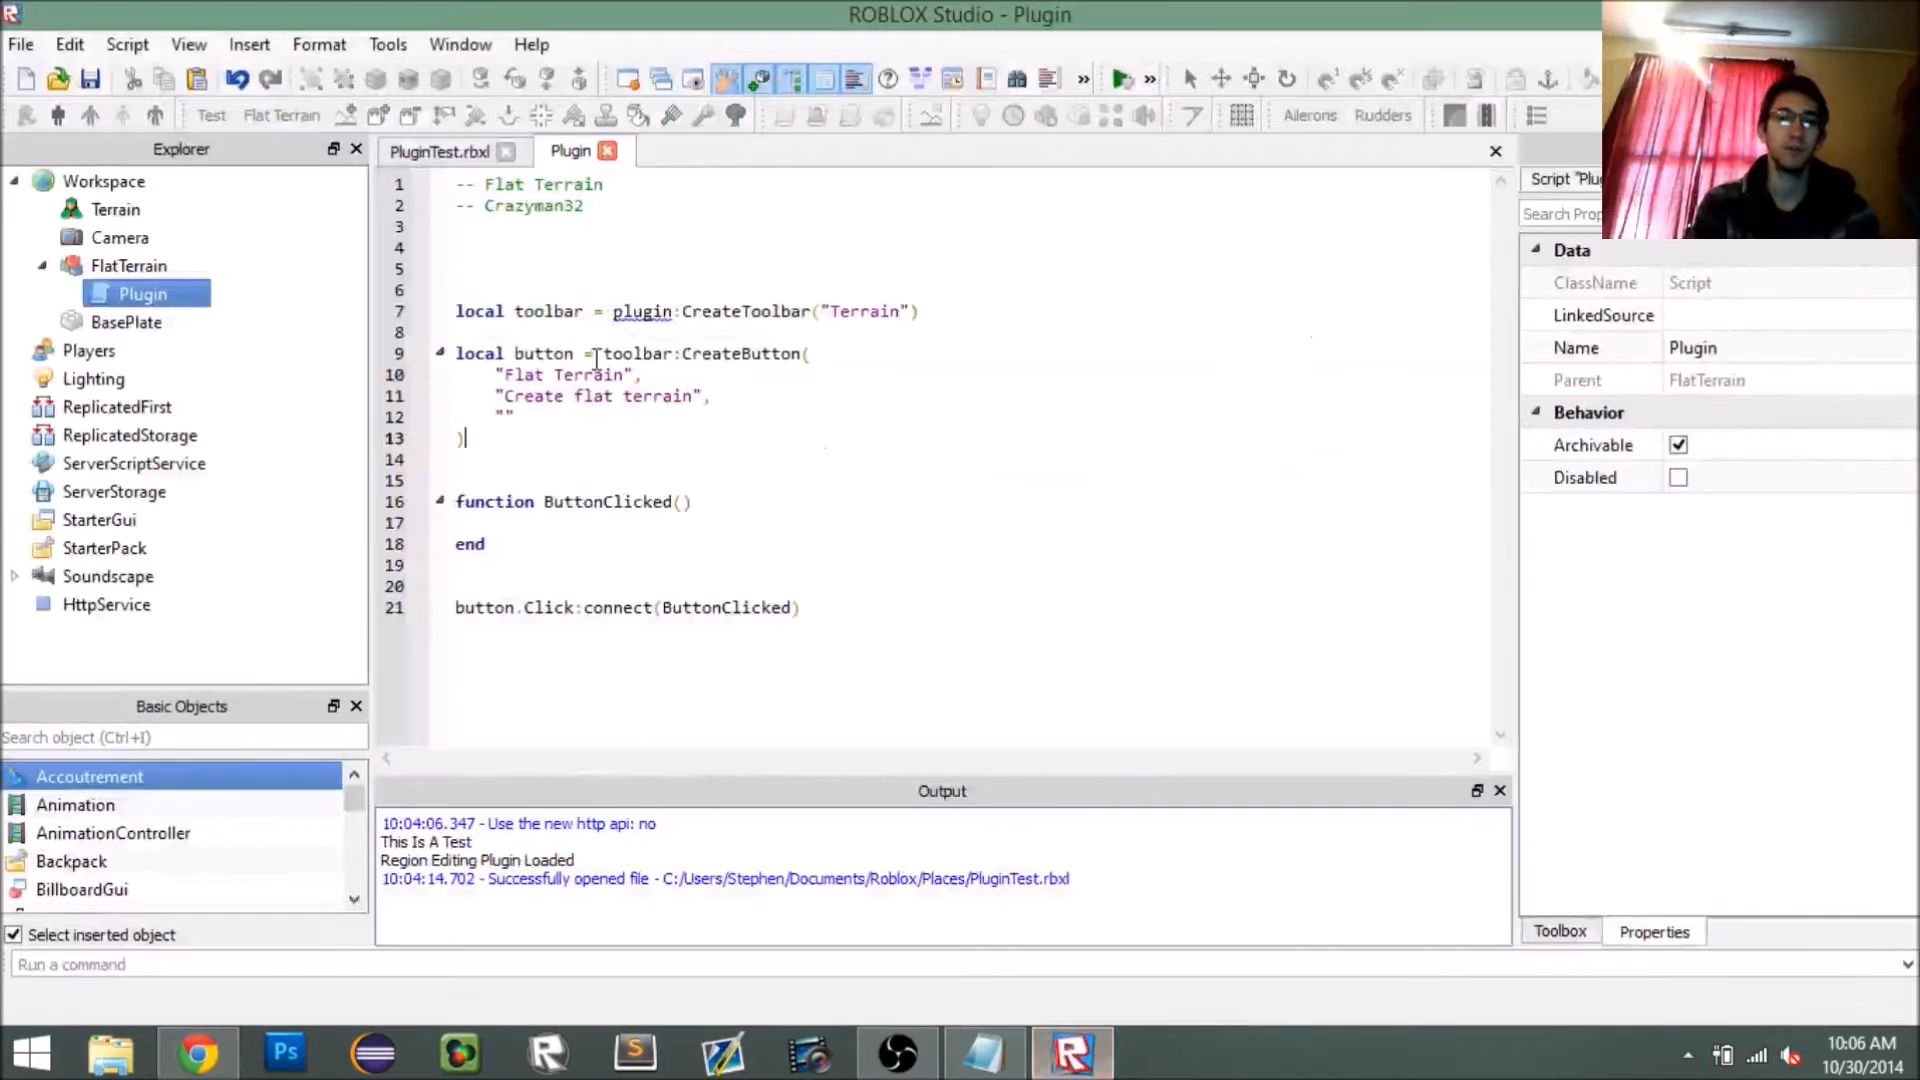 ROBLOX Studio - Plugin
File Edit Script View Insert Format Tools Window Help
Test Flat Terrain Ailerons Rudders
Explorer
Workspace
Terrain
Camera
FlatTerrain
Plugin
BasePlate
Players
Lighting
ReplicatedFirst
ReplicatedStorage
ServerScriptService
ServerStorage
StarterGui
StarterPack
Soundscape
HttpService
Basic Objects
Search object (Ctrl+I)
Accoutrement
Animation
AnimationController
Backpack
BillboardGui
Select inserted object
Run a command
PluginTest.rbxl Plugin
1 -- Flat Terrain
2 -- Crazyman32
3
4
5
6
7 local toolbar = plugin:CreateToolbar("Terrain")
8
9 local button = toolbar:CreateButton(
10 "Flat Terrain",
11 "Create flat terrain",
12 ""
13 )
14
15
16 function ButtonClicked()
17
18 end
19
20
21 button.Click:connect(ButtonClicked)
Output
10:04:06.347 - Use the new http api: no
This Is A Test
Region Editing Plugin Loaded
10:04:14.702 - Successfully opened file - C:/Users/Stephen/Documents/Roblox/Places/PluginTest.rbxl
Script "Plu
Search Prop
Data
ClassName Script
LinkedSource
Name Plugin
Parent FlatTerrain
Behavior
Archivable
Disabled
Toolbox Properties
Ps
S
10:06 AM
10/30/2014